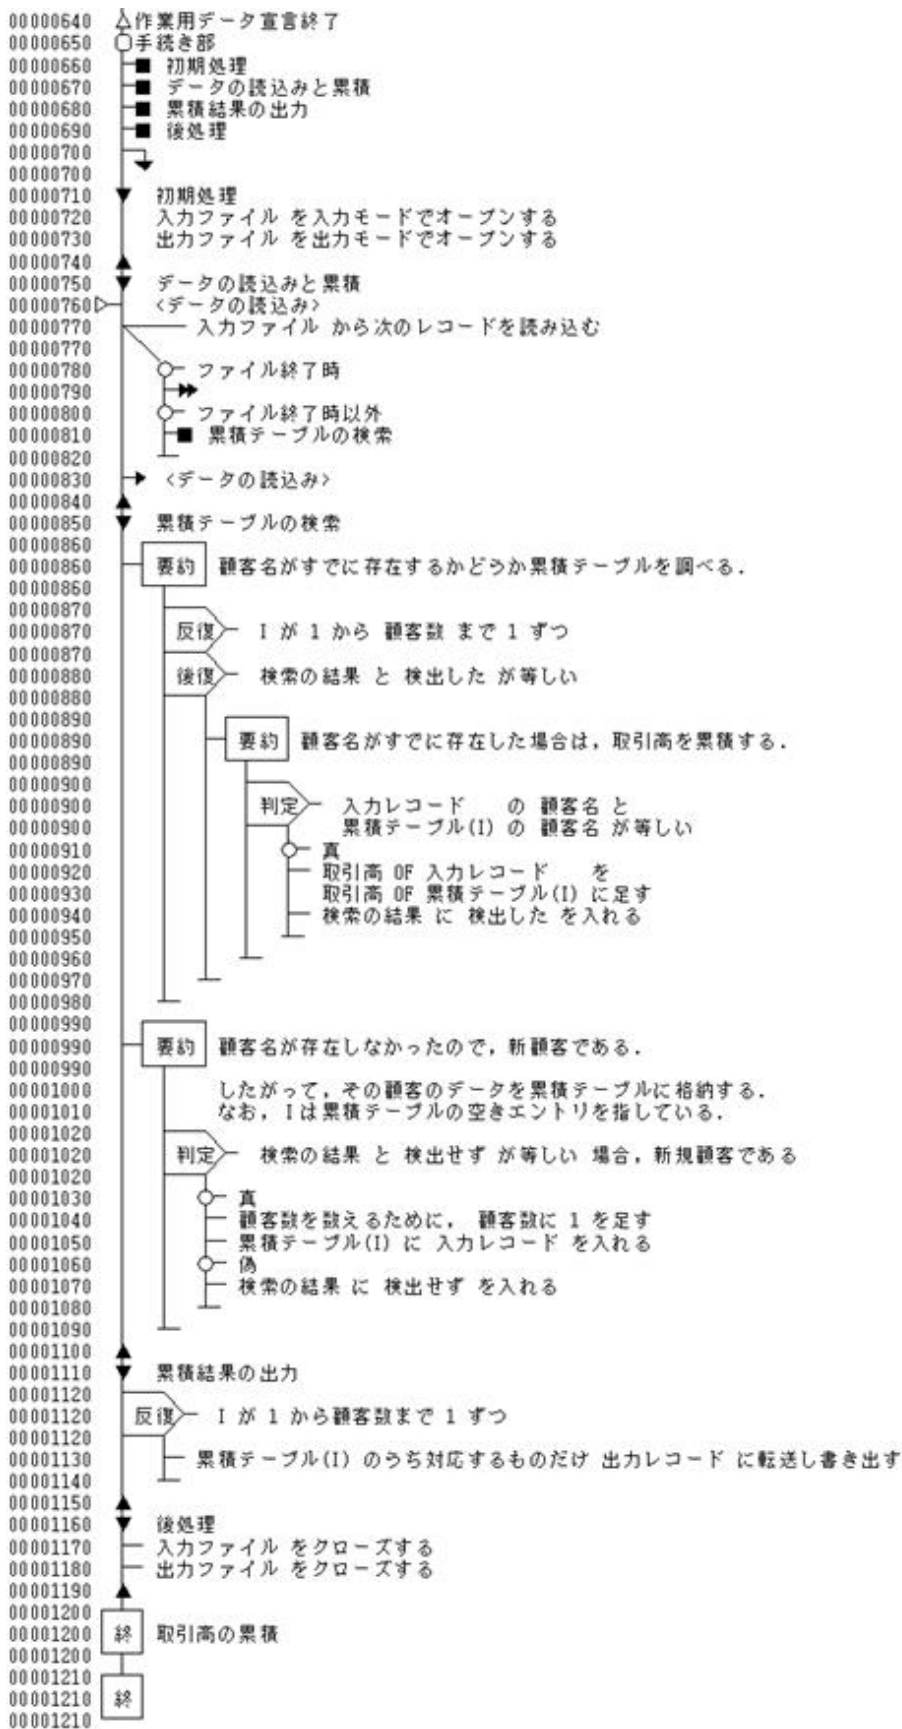 00000640 作業用データ宣言終了
00000650 手続き部
00000660 ■ 初期処理
00000670 ■ データの読込みと累積
00000680 ■ 累積結果の出力
00000690 ■ 後処理
00000700
00000700
00000710 初期処理
00000720 入力ファイル を入力モードでオープンする
00000730 出力ファイル を出力モードでオープンする
00000740
00000750 データの読込みと累積
00000760 <データの読込み>
00000770 入力ファイル から次のレコードを読み込む
00000770
00000780 ファイル終了時
00000790
00000800 ファイル終了時以外
00000810 ■ 累積テーブルの検索
00000820
00000830 <データの読込み>
00000840
00000850 累積テーブルの検索
00000860
00000860 要約 顧客名がすでに存在するかどうか累積テーブルを調べる.
00000860
00000870
00000870 反復 I が 1 から 顧客数 まで 1 ずつ
00000870
00000880 後復 検索の結果 と 検出した が等しい
00000880
00000890
00000890 要約 顧客名がすでに存在した場合は,取引高を累積する.
00000890
00000900
00000900 判定 入力レコード の 顧客名 と
00000900 累積テーブル(I) の 顧客名 が等しい
00000910 真
00000920 取引高 OF 入力レコード を
00000930 取引高 OF 累積テーブル(I) に足す
00000940 検索の結果 に 検出した を入れる
00000950
00000960
00000970
00000980
00000990
00000990 要約 顧客名が存在しなかったので,新顧客である.
00000990
00001000 したがって,その顧客のデータを累積テーブルに格納する.
00001010 なお,Iは累積テーブルの空きエントリを指している.
00001020
00001020 判定 検索の結果 と 検出せず が等しい 場合,新規顧客である
00001020
00001030 真
00001040 顧客数を数えるために, 顧客数に 1 を足す
00001050 累積テーブル(I) に 入力レコード を入れる
00001060 偽
00001070 検索の結果 に 検出せず を入れる
00001080
00001090
00001100
00001110 累積結果の出力
00001120
00001120 反復 I が 1 から顧客数まで 1 ずつ
00001120
00001130 累積テーブル(I) のうち対応するものだけ 出力レコード に転送し書き出す
00001140
00001150
00001160 後処理
00001170 入力ファイル をクローズする
00001180 出力ファイル をクローズする
00001190
00001200
00001200 終 取引高の累積
00001200
00001210
00001210 終
00001210